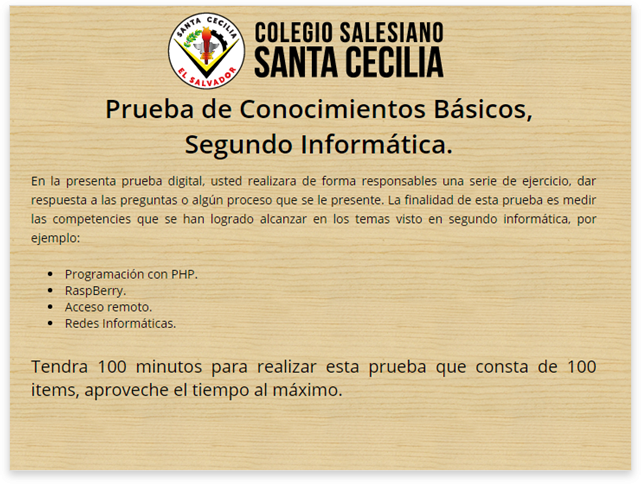 SANTA CECILIA
EL SALVADOR
COLEGIO SALESIANO
SANTA CECILIA
Prueba de Conocimientos Básicos,
Segundo Informática.
En la presenta prueba digital, usted realizara de forma responsables una serie de ejercicio, dar
respuesta a las preguntas o algún proceso que se le presente. La finalidad de esta prueba es medir
las competencies que se han logrado alcanzar en los temas visto en segundo informática, por
ejemplo:
• Programación con PHP.
• RaspBerry.
• Acceso remoto.
• Redes Informáticas.
Tendra 100 minutos para realizar esta prueba que consta de 100
items, aproveche el tiempo al máximo.